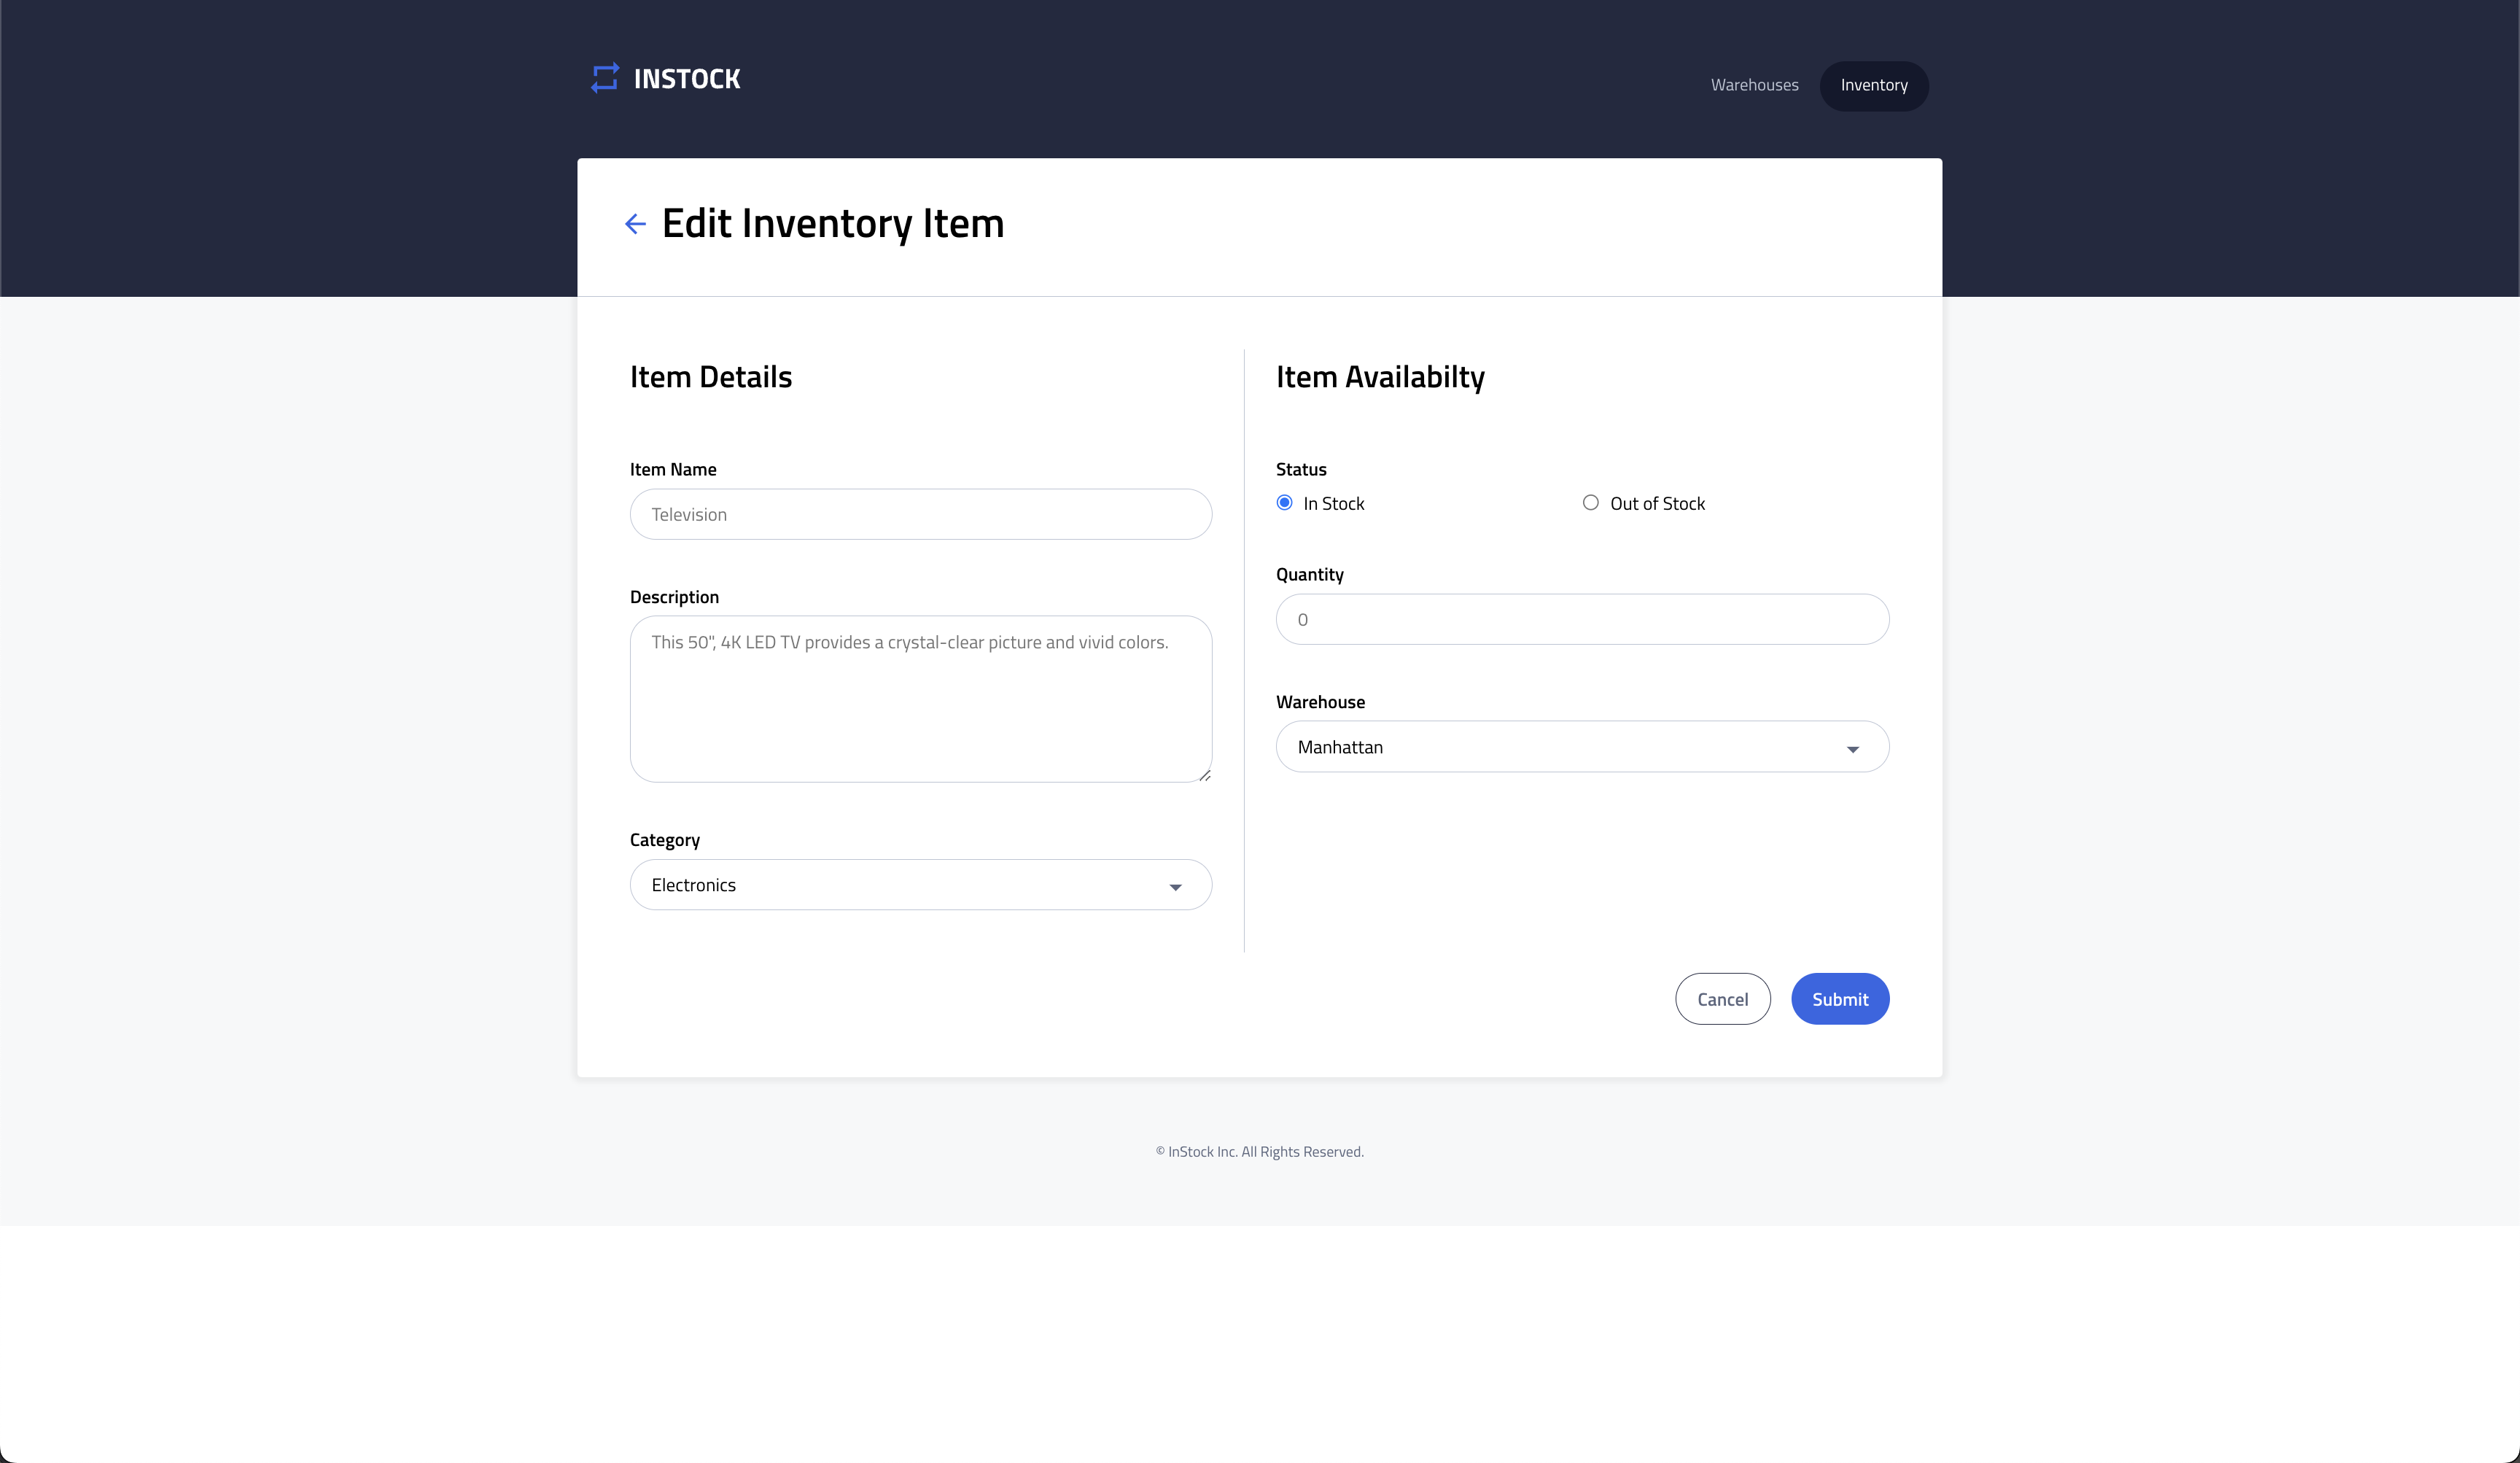 INSTOCK
Warehouses
Inventory
Edit Inventory Item
Item Details
Item Name
Television
Description
This 50", 4K LED TV provides a crystal-clear picture and vivid colors.
Category
Electronics
Item Availabilty
Status
In Stock
Out of Stock
Quantity
0
Warehouse
Manhattan
Cancel
Submit
© InStock Inc. All Rights Reserved.